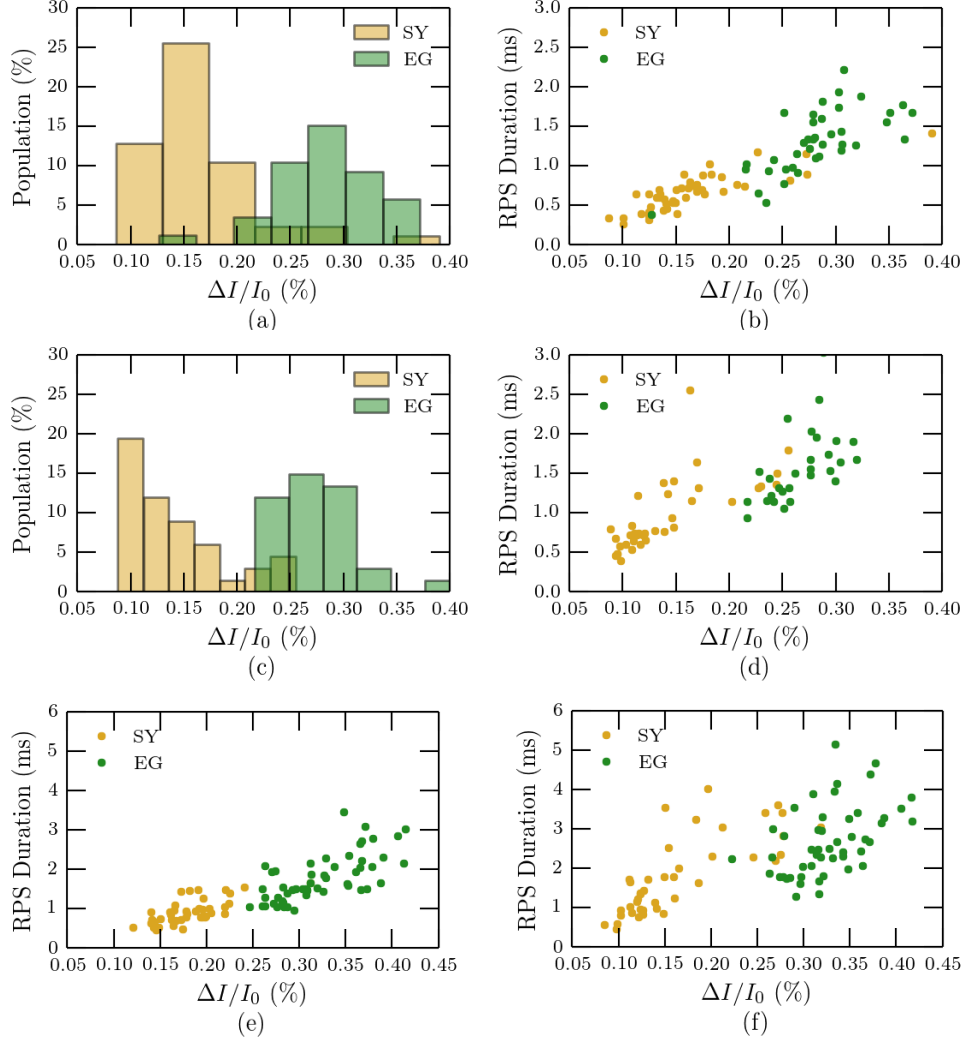 Population (%)
30
25
20
15
10
5
0
SY
EG
0.05 0.10 0.15 0.20 0.25 0.30 0.35 0.40
ΔI/I₀ (%)
(a)
RPS Duration (ms)
3.0
2.5
2.0
1.5
1.0
0.5
0.0
SY
EG
0.05 0.10 0.15 0.20 0.25 0.30 0.35 0.40
ΔI/I₀ (%)
(b)
Population (%)
30
25
20
15
10
5
0
SY
EG
0.05 0.10 0.15 0.20 0.25 0.30 0.35 0.40
ΔI/I₀ (%)
(c)
RPS Duration (ms)
3.0
2.5
2.0
1.5
1.0
0.5
0.0
SY
EG
0.05 0.10 0.15 0.20 0.25 0.30 0.35 0.40
ΔI/I₀ (%)
(d)
RPS Duration (ms)
6
5
4
3
2
1
0
SY
EG
0.05 0.10 0.15 0.20 0.25 0.30 0.35 0.40 0.45
ΔI/I₀ (%)
(e)
RPS Duration (ms)
6
5
4
3
2
1
0
SY
EG
0.05 0.10 0.15 0.20 0.25 0.30 0.35 0.40 0.45
ΔI/I₀ (%)
(f)